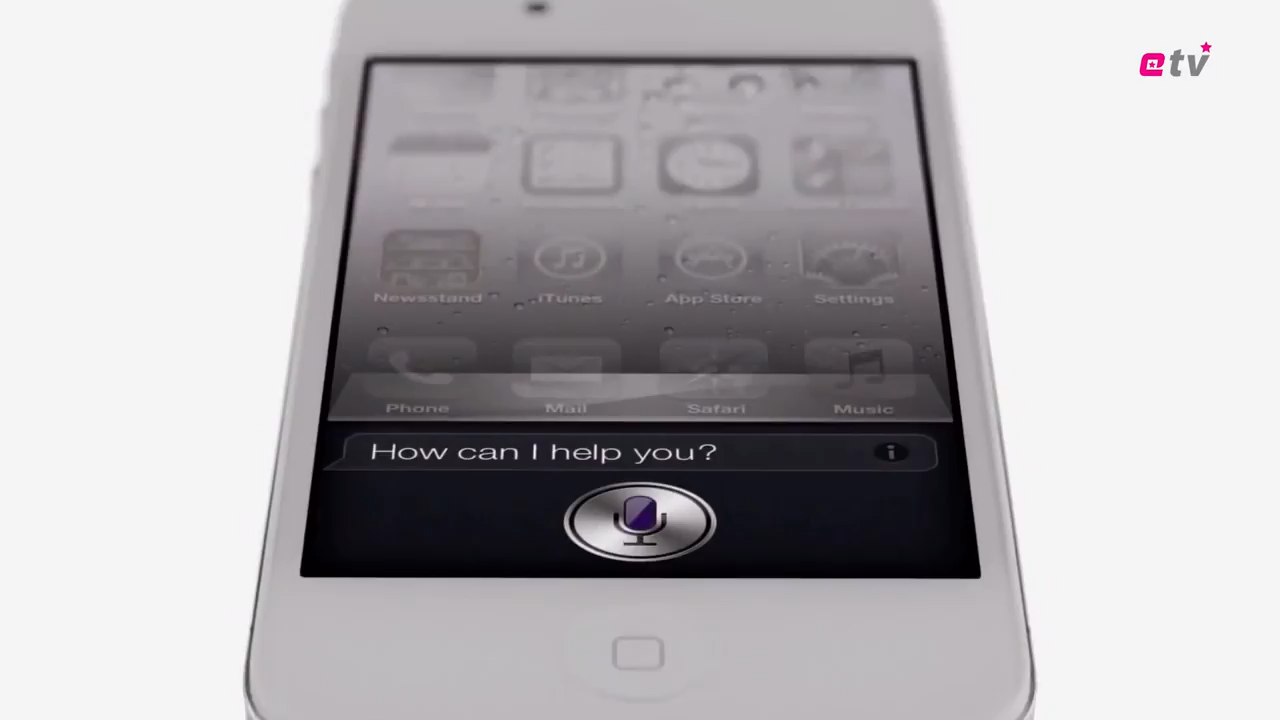 etv
Newsstand iTunes App Store Settings
Phone Mail Safari Music
How can I help you?
i